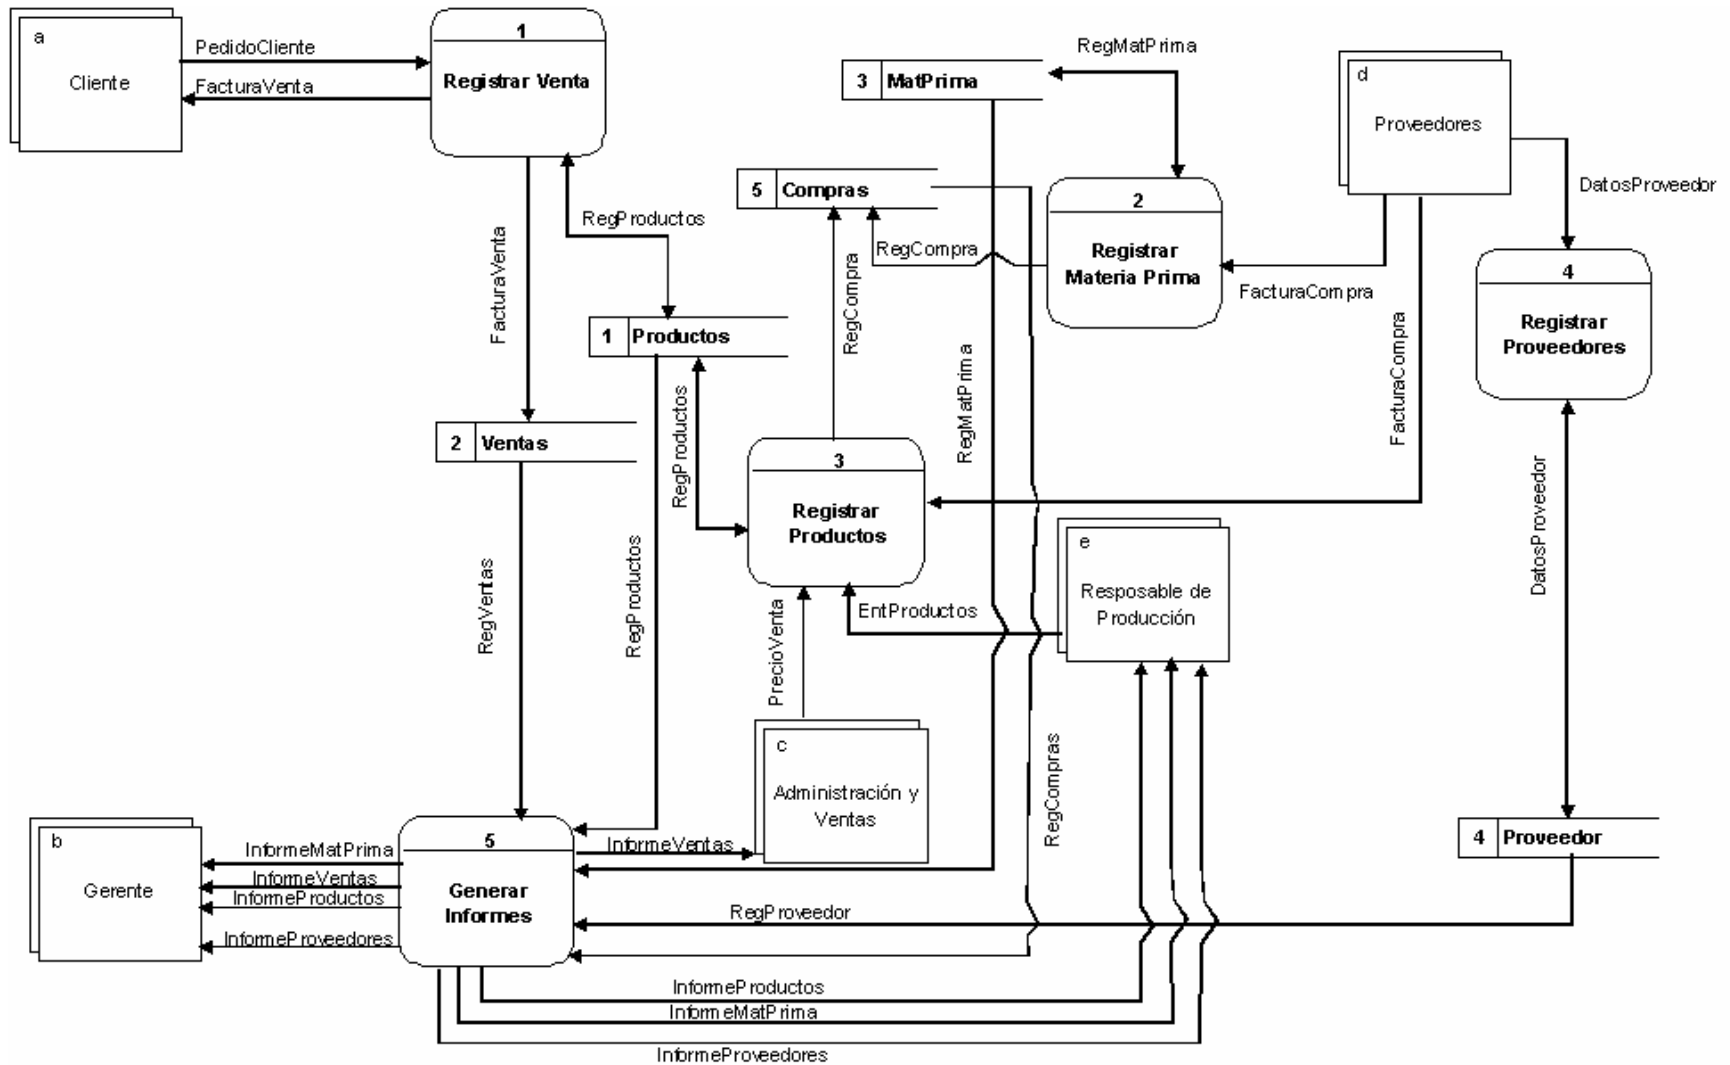 a
Cliente
PedidoCliente
FacturaVenta
1
Registrar Venta
RegProductos
FacturaVenta
3 MatPrima
RegMatPrima
5 Compras
RegCompra
RegCompra
2
Registrar
Materia Prima
d
Proveedores
DatosProveedor
FacturaCompra
FacturaCompra
4
Registrar
Proveedores
1 Productos
RegProductos
RegProductos
RegMatPrima
2 Ventas
RegVentas
3
Registrar
Productos
EntProductos
PrecioVenta
e
Resposable de
Producción
DatosProveedor
c
Administración y
Ventas
RegCompras
4 Proveedor
b
Gerente
InformeMatPrima
InformeVentas
InformeProductos
InformeProveedores
5
Generar
Informes
InformeVentas
RegProveedor
InformeProductos
InformeMatPrima
InformeProveedores